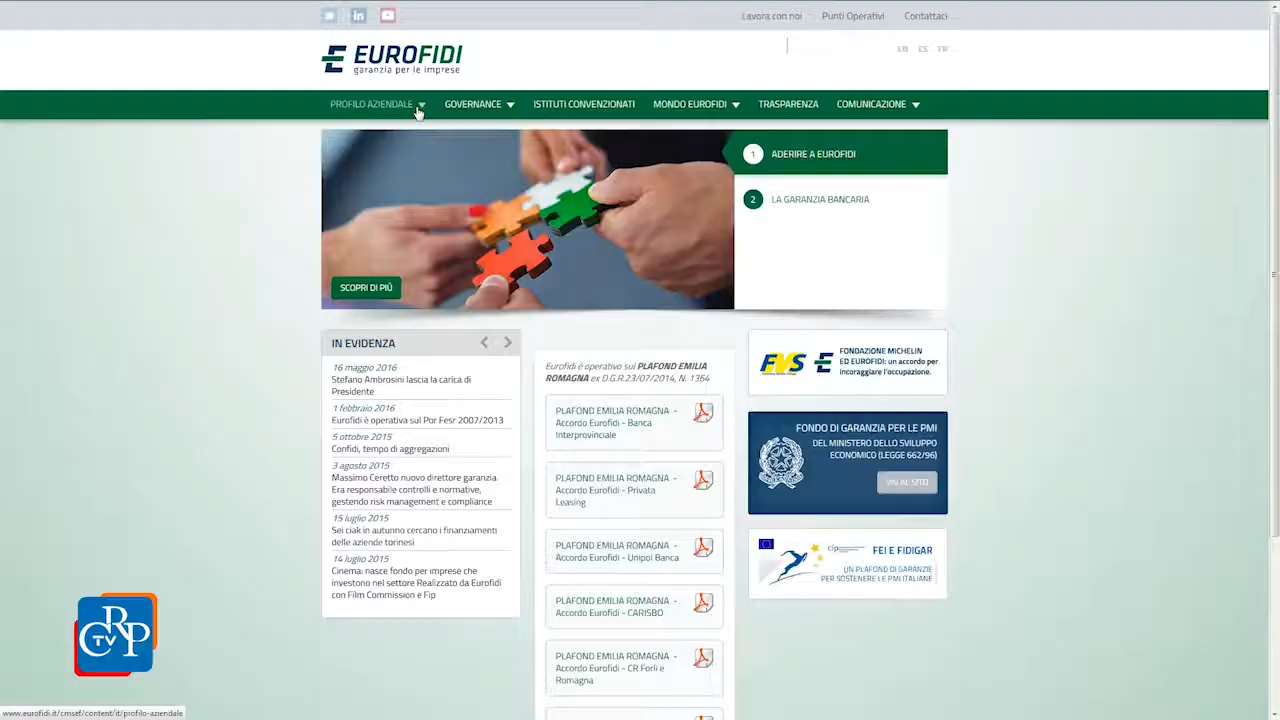 Lavora con noi
Punti Operativi
Contattaci
EUROFIDI
garanzia per le imprese
EN ES FR
PROFILO AZIENDALE
GOVERNANCE
ISTITUTI CONVENZIONATI
MONDO EUROFIDI
TRASPARENZA
COMUNICAZIONE
SCOPRI DI PIÙ
1 ADERIRE A EUROFIDI
2 LA GARANZIA BANCARIA
IN EVIDENZA
16 maggio 2016
Stefano Ambrosini lascia la carica di
Presidente
1 febbraio 2016
Eurofidi è operativa sul Por Fesr 2007/2013
5 ottobre 2015
Confidi, tempo di aggregazioni
3 agosto 2015
Massimo Ceretto nuovo direttore garanzia.
Era responsabile controlli e normative,
gestendo risk management e compliance
15 luglio 2015
Sei ciak in autunno cercano i finanziamenti
delle aziende torinesi
14 luglio 2015
Cinema: nasce fondo per imprese che
investono nel settore Realizzato da Eurofidi
con Film Commission e Fip
Eurofidi è operativo sul PLAFOND EMILIA
ROMAGNA ex D.G.R.23/07/2014, N. 1364
PLAFOND EMILIA ROMAGNA -
Accordo Eurofidi - Banca
Interprovinciale
PLAFOND EMILIA ROMAGNA -
Accordo Eurofidi - Privata
Leasing
PLAFOND EMILIA ROMAGNA -
Accordo Eurofidi - Unipol Banca
PLAFOND EMILIA ROMAGNA -
Accordo Eurofidi - CARISBO
PLAFOND EMILIA ROMAGNA -
Accordo Eurofidi - CR Forlì e
Romagna
FVS
FONDAZIONE MICHELIN
ED EUROFIDI: un accordo per
incoraggiare l'occupazione.
FONDO DI GARANZIA PER LE PMI
DEL MINISTERO DELLO SVILUPPO
ECONOMICO (LEGGE 662/96)
VAI AL SITO
cip
FEI E FIDIGAR
UN PLAFOND DI GARANZIE
PER SOSTENERE LE PMI ITALIANE
CRP
TV
www.eurofidi.it/cmsef/content/it/profilo-aziendale